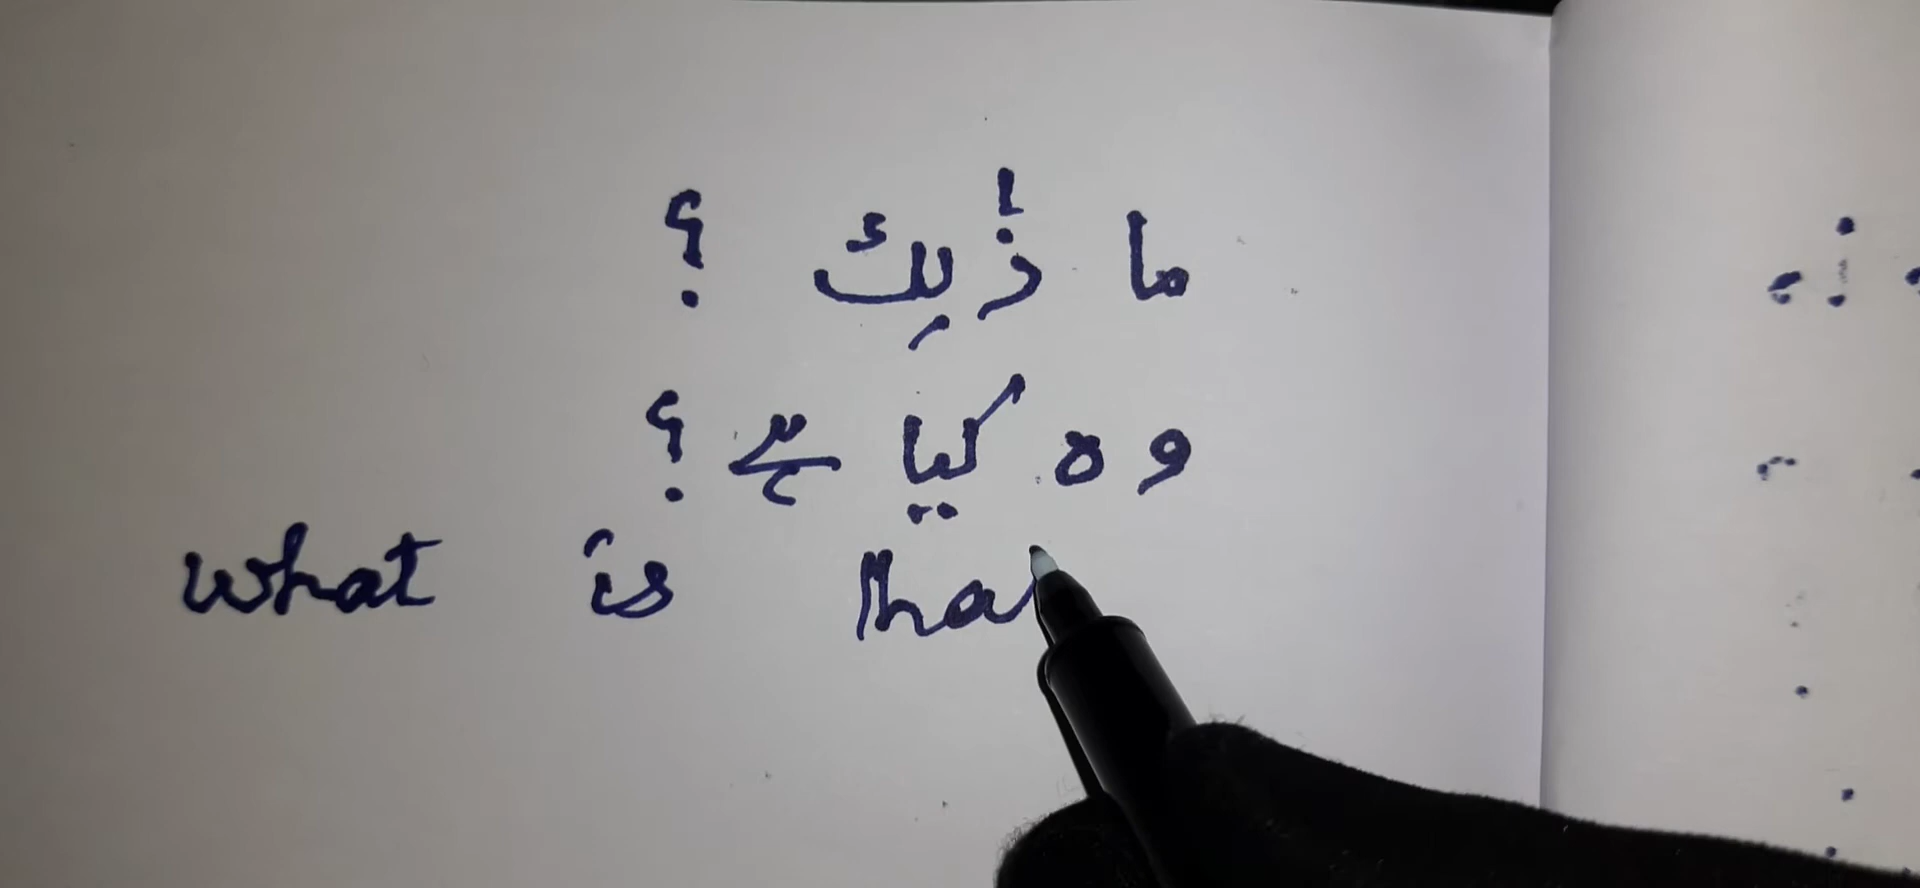 ما ذٰلِك ؟
وہ کیا ہے ؟
what is tha